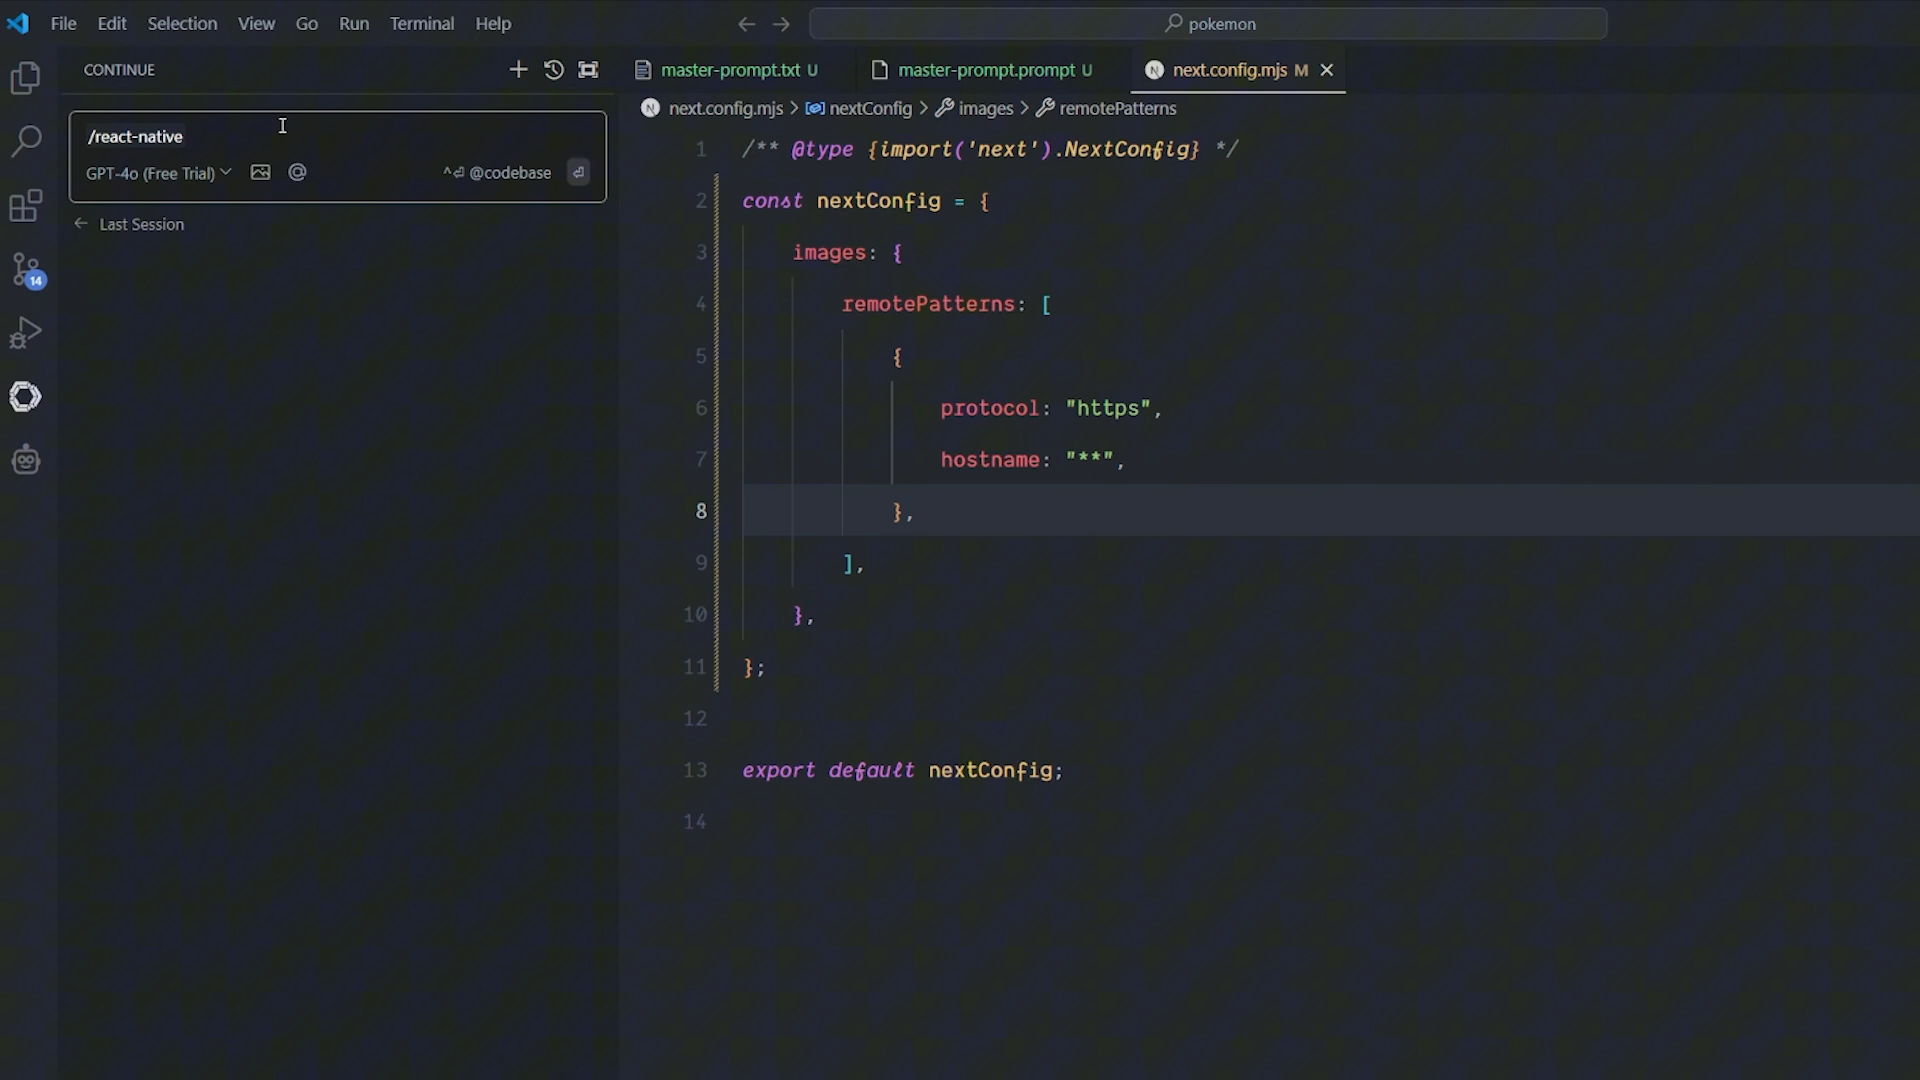 File Edit Selection View Go Run Terminal Help
pokemon
CONTINUE
master-prompt.txt U
master-prompt.prompt U
next.config.mjs M
next.config.mjs > nextConfig > images > remotePatterns
/react-native
GPT-4o (Free Trial)
@codebase
Last Session
14
1 /** @type {import('next').NextConfig} */
2 const nextConfig = {
3 images: {
4 remotePatterns: [
5 {
6 protocol: "https",
7 hostname: "**",
8 },
9 ],
10 },
11 };
12
13 export default nextConfig;
14